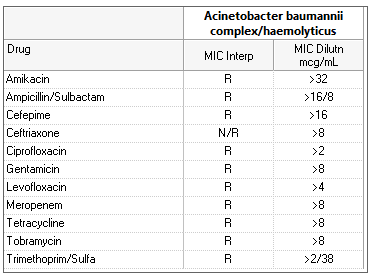 Acinetobacter baumannii
complex/haemolyticus
Drug MIC Interp MIC Dilutn
mcg/mL
Amikacin R >32
Ampicillin/Sulbactam R >16/8
Cefepime R >16
Ceftriaxone N/R >8
Ciprofloxacin R >2
Gentamicin R >8
Levofloxacin R >4
Meropenem R >8
Tetracycline R >8
Tobramycin R >8
Trimethoprim/Sulfa R >2/38